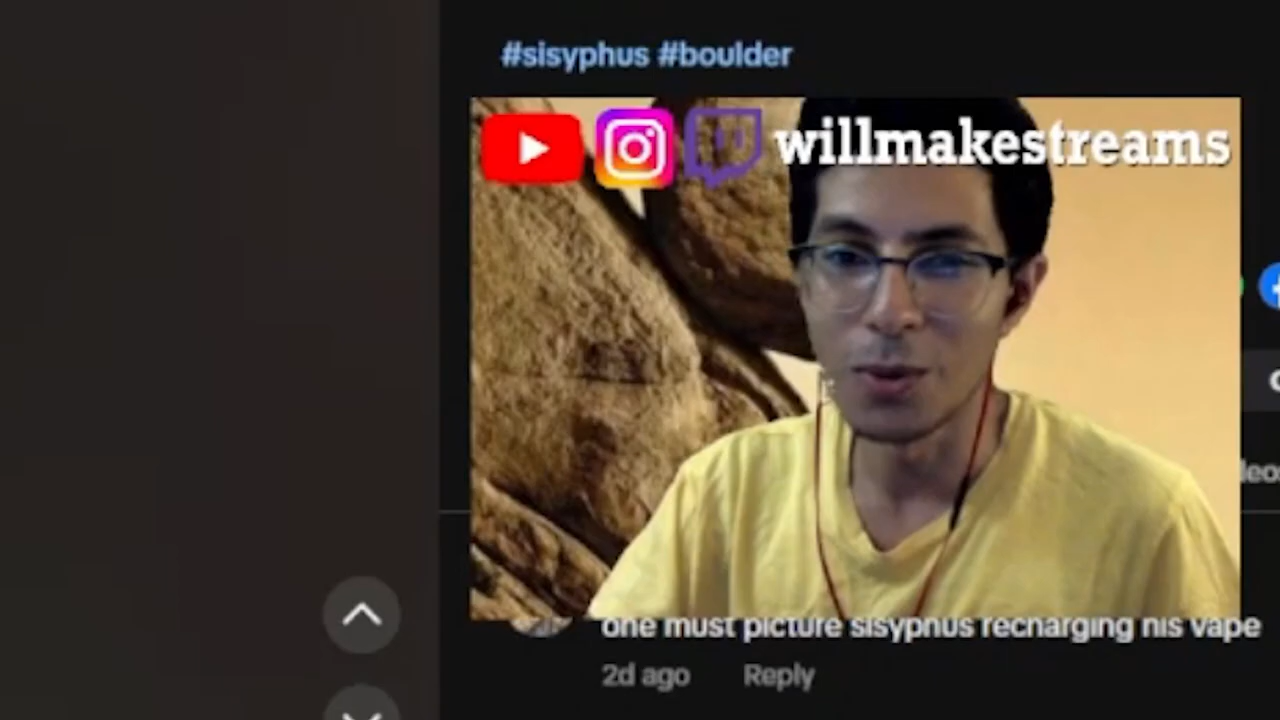 #sisyphus #boulder
willmakestreams
one must picture sisyphus recharging his vape
2d ago Reply